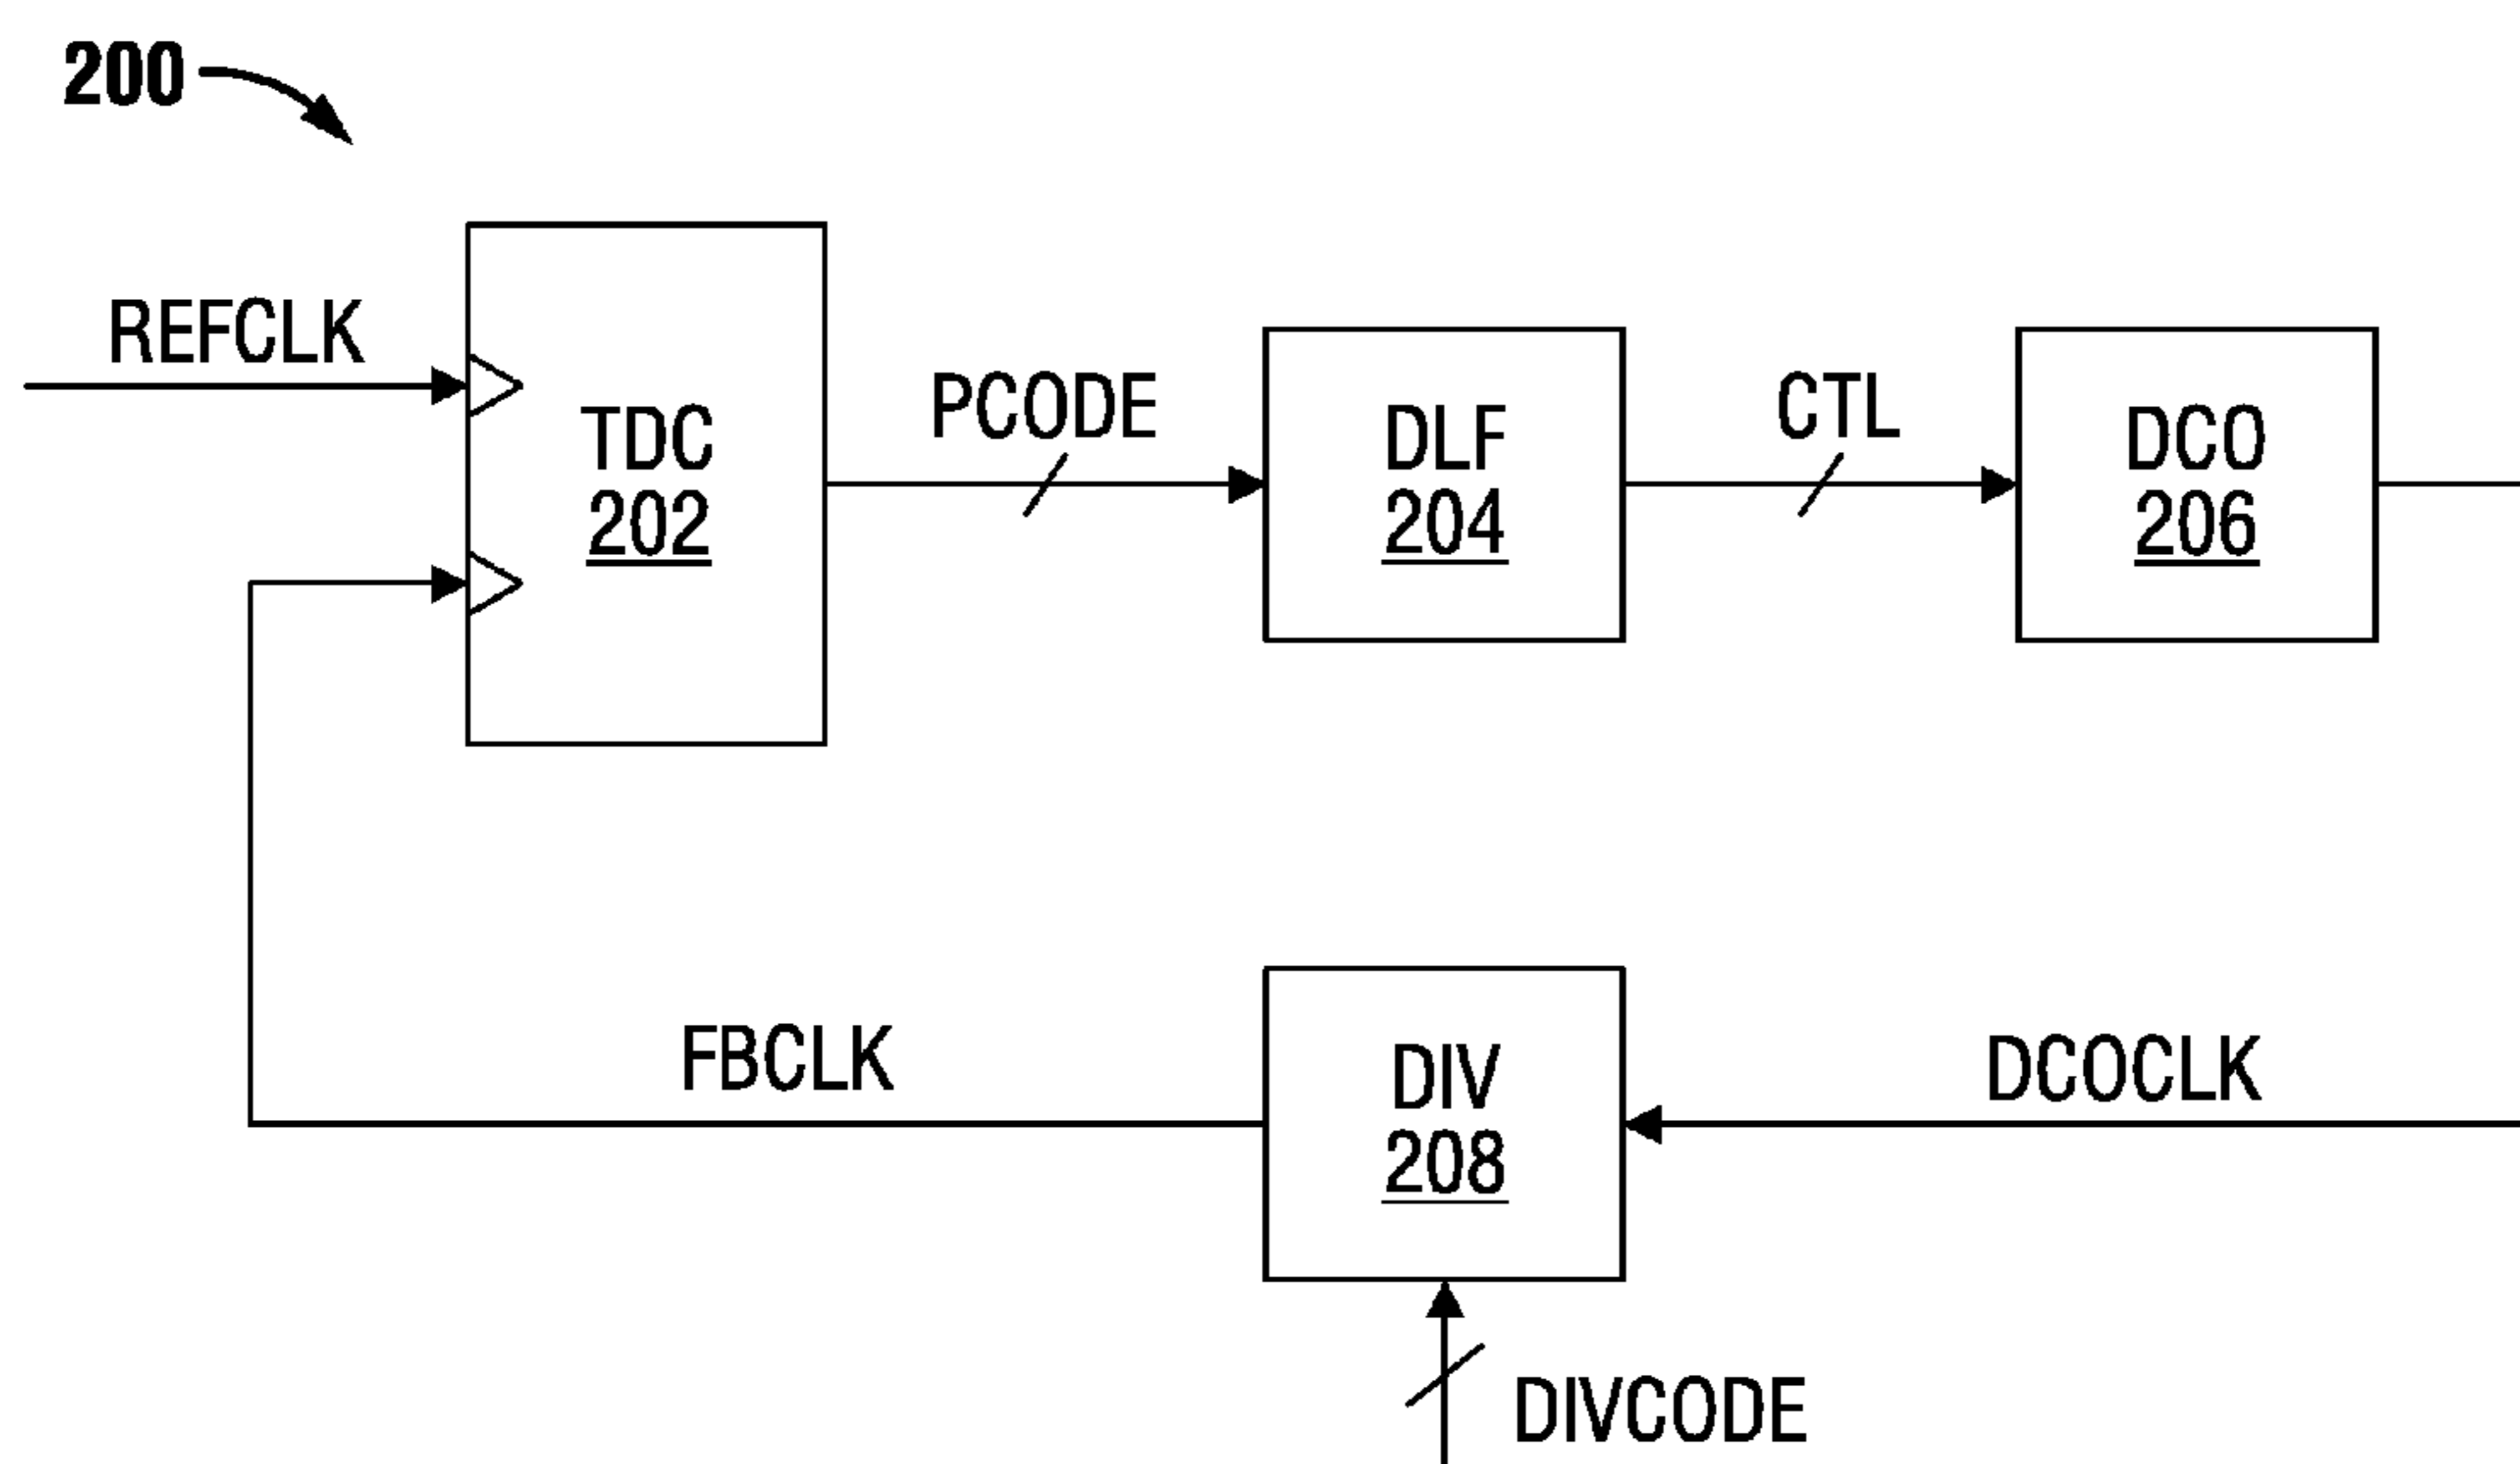 200
REFCLK
TDC
202
PCODE
DLF
204
CTL
DCO
206
FBCLK
DIV
208
DCOCLK
DIVCODE